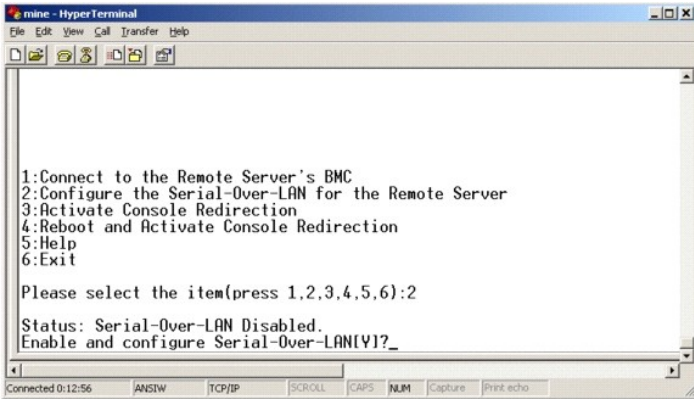 mine - HyperTerminal
File Edit View Call Transfer Help
1:Connect to the Remote Server's BMC
2:Configure the Serial-Over-LAN for the Remote Server
3:Activate Console Redirection
4:Reboot and Activate Console Redirection
5:Help
6:Exit
Please select the item(press 1,2,3,4,5,6):2
Status: Serial-Over-LAN Disabled.
Enable and configure Serial-Over-LAN[Y]?_
Connected 0:12:56 ANSIW TCP/IP SCROLL CAPS NUM Capture Print echo